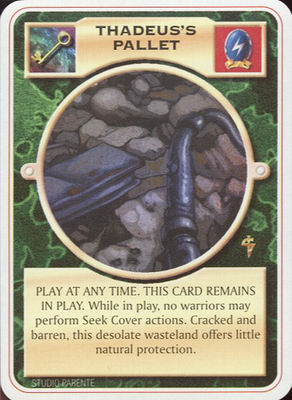 THADEUS'S
PALLET
PLAY AT ANY TIME. THIS CARD REMAINS
IN PLAY. While in play, no warriors may
perform Seek Cover actions. Cracked and
barren, this desolate wasteland offers little
natural protection.
STUDIO PARENTE